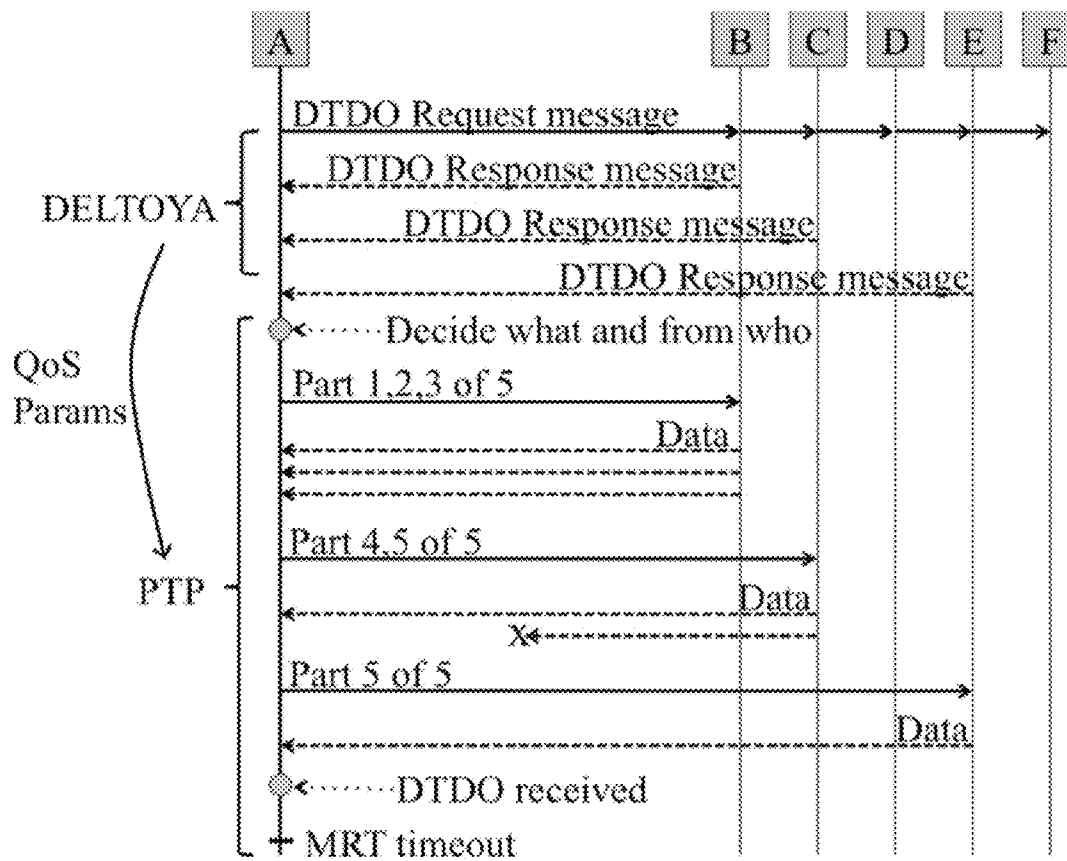 A B C D E F
DTDO Request message
DTDO Response message
DELTOYA
DTDO Response message
DTDO Response message
Decide what and from who
QoS
Params
Part 1,2,3 of 5
Data
Part 4,5 of 5
PTP
Data
X
Part 5 of 5
Data
DTDO received
MRT timeout